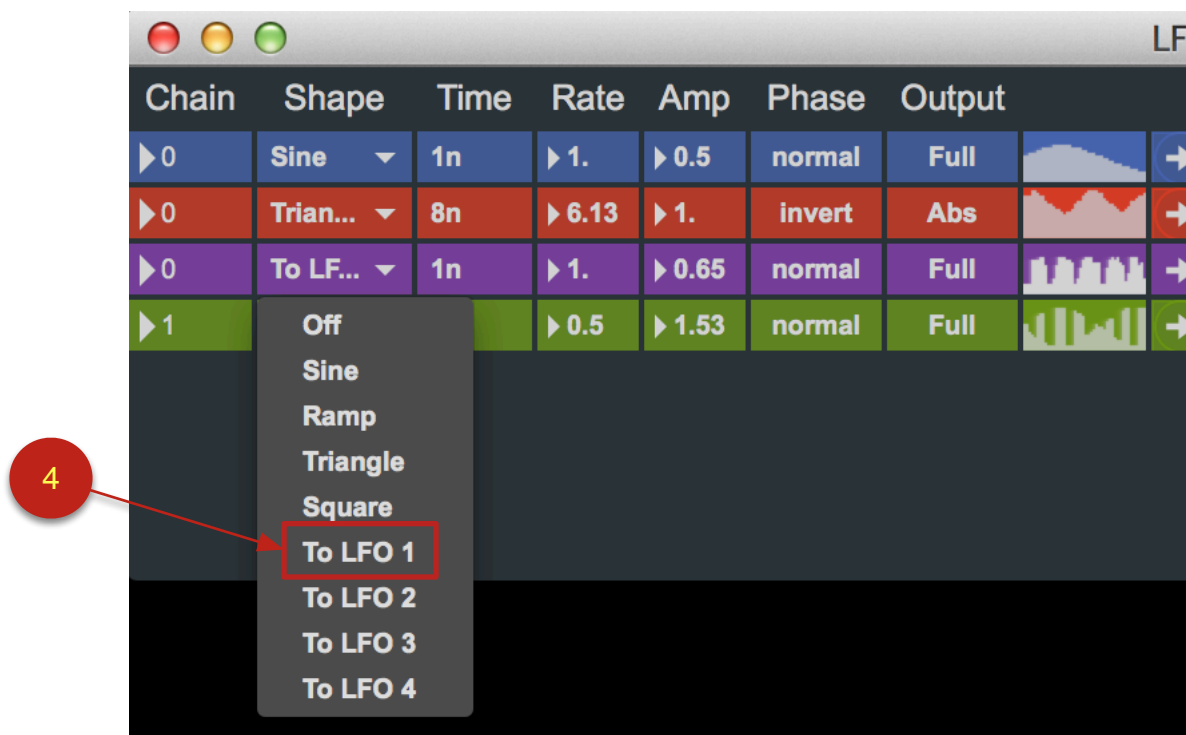 LF
Chain Shape Time Rate Amp Phase Output
0 Sine 1n 1. 0.5 normal Full
0 Trian... 8n 6.13 1. invert Abs
0 To LF... 1n 1. 0.65 normal Full
1 0.5 1.53 normal Full
Off
Sine
Ramp
Triangle
Square
4
To LFO 1
To LFO 2
To LFO 3
To LFO 4